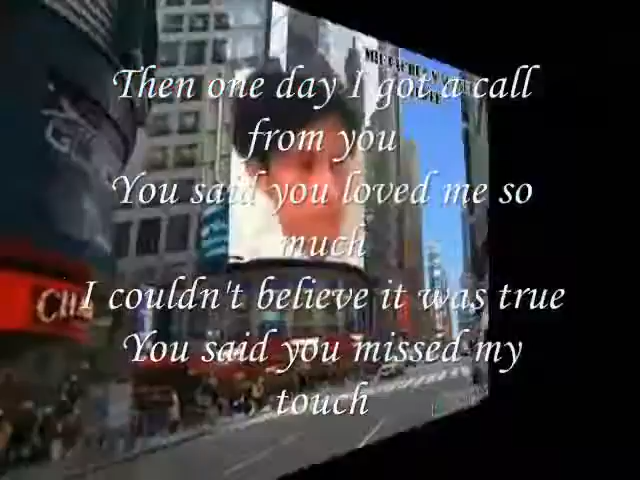 Then one day I got a call
from you
You said you loved me so
much
I couldn't believe it was true
You said you missed my
touch